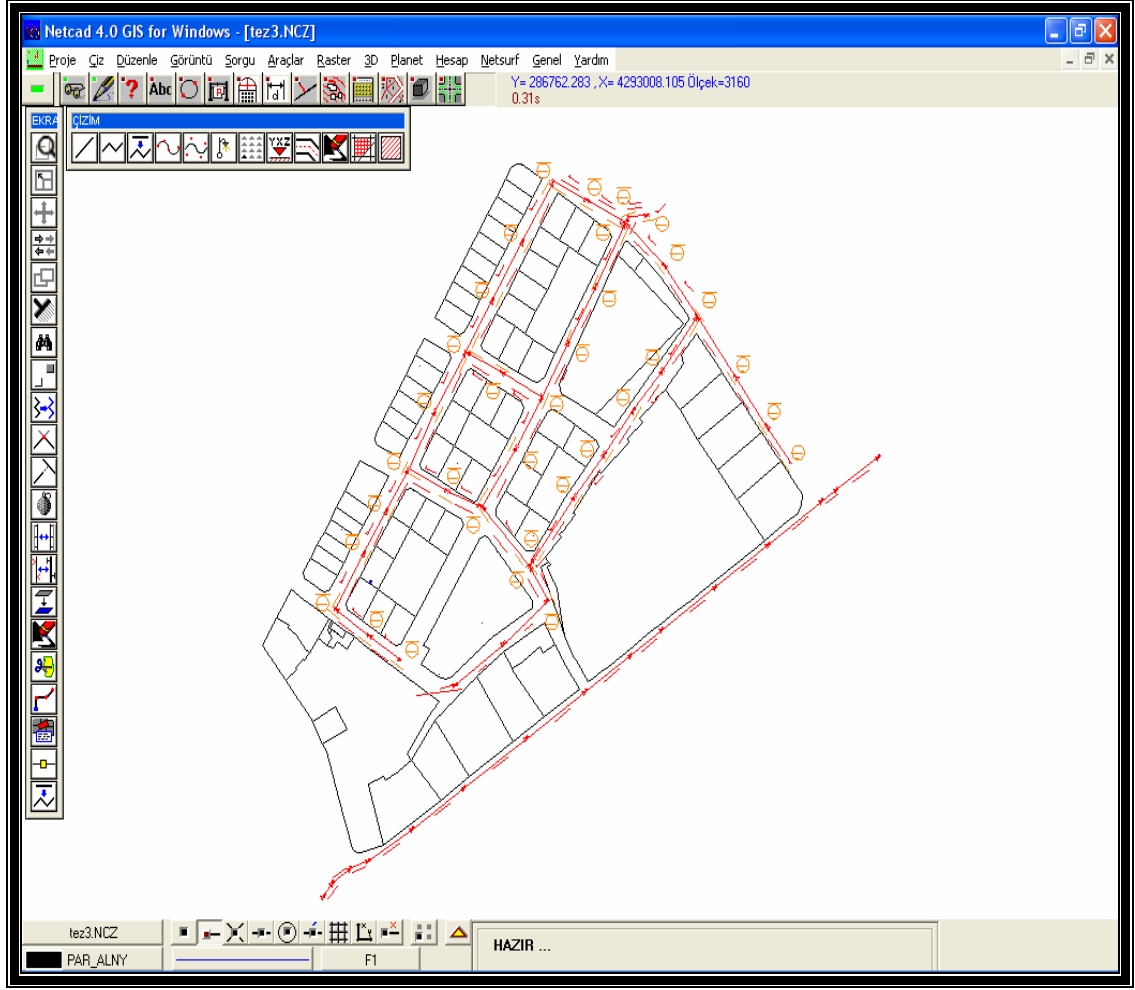 Netcad 4.0 GIS for Windows - [tez3.NCZ]
Proje Çiz Düzenle Görüntü Sorgu Araçlar Raster 3D Planet Hesap Netsurf Genel Yardım
Abc
Y= 286762.283 , X= 4293008.105 Ölçek=3160
0.31s
EKRA
ÇİZİM
YXZ
tez3.NCZ
HAZIR ...
PAR_ALNY
F1